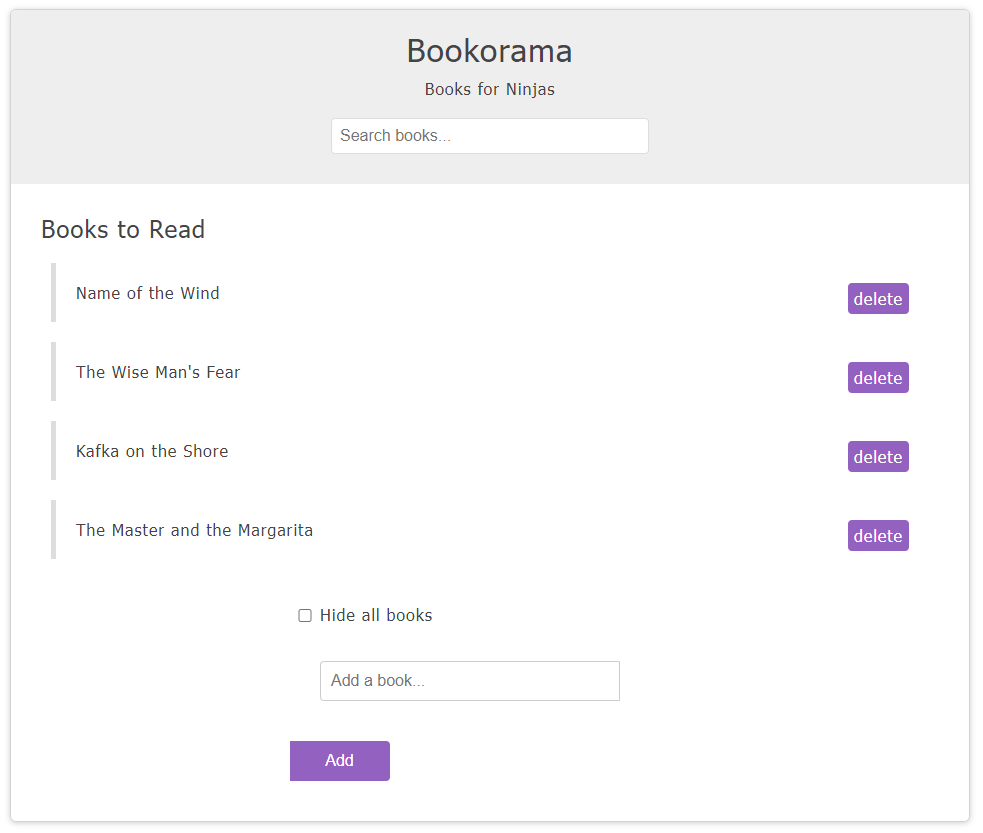 Bookorama
Books for Ninjas
Search books...
Books to Read
Name of the Wind
delete
The Wise Man's Fear
delete
Kafka on the Shore
delete
The Master and the Margarita
delete
Hide all books
Add a book...
Add